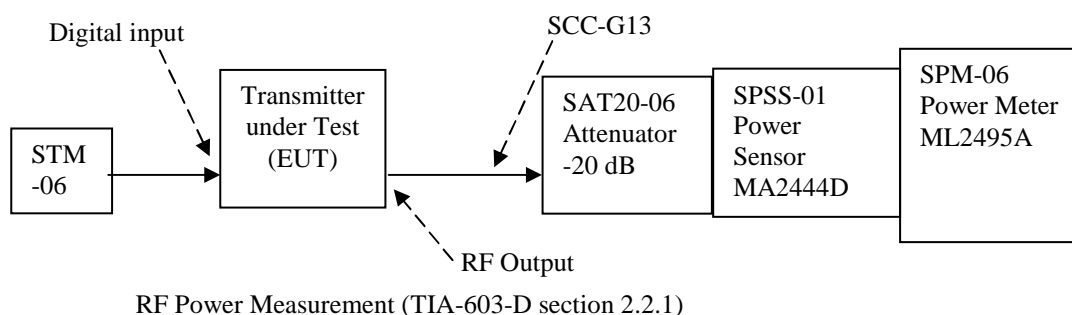 Digital input
SCC-G13
STM
-06
Transmitter
under Test
(EUT)
SAT20-06
Attenuator
-20 dB
SPSS-01
Power
Sensor
MA2444D
SPM-06
Power Meter
ML2495A
RF Output
RF Power Measurement (TIA-603-D section 2.2.1)